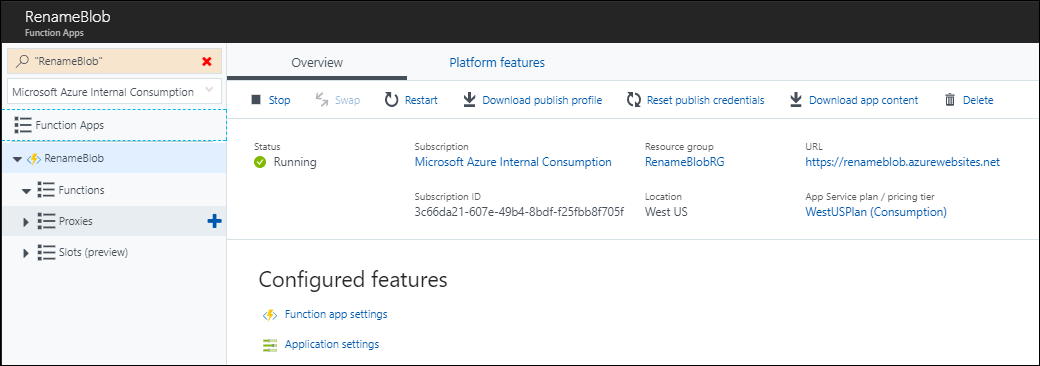 RenameBlob
Function Apps
"RenameBlob"
Microsoft Azure Internal Consumption
Function Apps
RenameBlob
Functions
Proxies
Slots (preview)
Overview Platform features
Stop Swap Restart Download publish profile Reset publish credentials Download app content Delete
Status Subscription Resource group URL
Running Microsoft Azure Internal Consumption RenameBlobRG https://renameblob.azurewebsites.net
Subscription ID Location App Service plan / pricing tier
3c66da21-607e-49b4-8bdf-f25fbb8f705f West US WestUSPlan (Consumption)
Configured features
Function app settings
Application settings